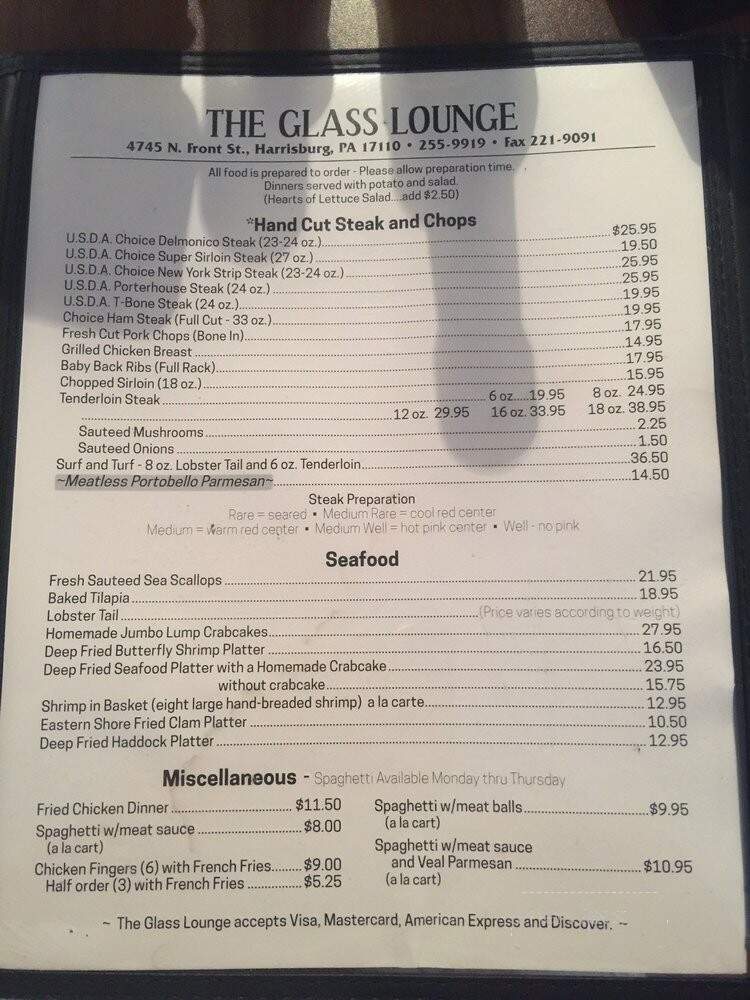 THE GLASS LOUNGE
4745 N. Front St., Harrisburg, PA 17110 • 255-9919 • Fax 221-9091
All food is prepared to order - Please allow preparation time.
Dinners served with potato and salad.
(Hearts of Lettuce Salad....add $2.50)
*Hand Cut Steak and Chops
U.S.D.A. Choice Delmonico Steak (23-24 oz.) $25.95
U.S.D.A. Choice Super Sirloin Steak (27 oz.) 19.50
U.S.D.A. Choice New York Strip Steak (23-24 oz.) 25.95
U.S.D.A. Porterhouse Steak (24 oz.) 25.95
U.S.D.A. T-Bone Steak (24 oz.) 19.95
Choice Ham Steak (Full Cut - 33 oz.) 19.95
Fresh Cut Pork Chops (Bone In) 17.95
Grilled Chicken Breast 14.95
Baby Back Ribs (Full Rack) 17.95
Chopped Sirloin (18 oz.) 15.95
Tenderloin Steak 6 oz.....19.95 8 oz. 24.95
12 oz. 29.95 16 oz. 33.95 18 oz. 38.95
Sauteed Mushrooms 2.25
Sauteed Onions 1.50
Surf and Turf - 8 oz. Lobster Tail and 6 oz. Tenderloin 36.50
~Meatless Portobello Parmesan~ 14.50
Steak Preparation
Rare = seared • Medium Rare = cool red center
Medium = warm red center • Medium Well = hot pink center • Well - no pink
Seafood
Fresh Sauteed Sea Scallops 21.95
Baked Tilapia 18.95
Lobster Tail (Price varies according to weight)
Homemade Jumbo Lump Crabcakes 27.95
Deep Fried Butterfly Shrimp Platter 16.50
Deep Fried Seafood Platter with a Homemade Crabcake 23.95
without crabcake 15.75
Shrimp in Basket (eight large hand-breaded shrimp) a la carte 12.95
Eastern Shore Fried Clam Platter 10.50
Deep Fried Haddock Platter 12.95
Miscellaneous - Spaghetti Available Monday thru Thursday
Fried Chicken Dinner $11.50
Spaghetti w/meat sauce $8.00
(a la cart)
Chicken Fingers (6) with French Fries $9.00
Half order (3) with French Fries $5.25
Spaghetti w/meat balls $9.95
(a la cart)
Spaghetti w/meat sauce
and Veal Parmesan $10.95
(a la cart)
~ The Glass Lounge accepts Visa, Mastercard, American Express and Discover. ~